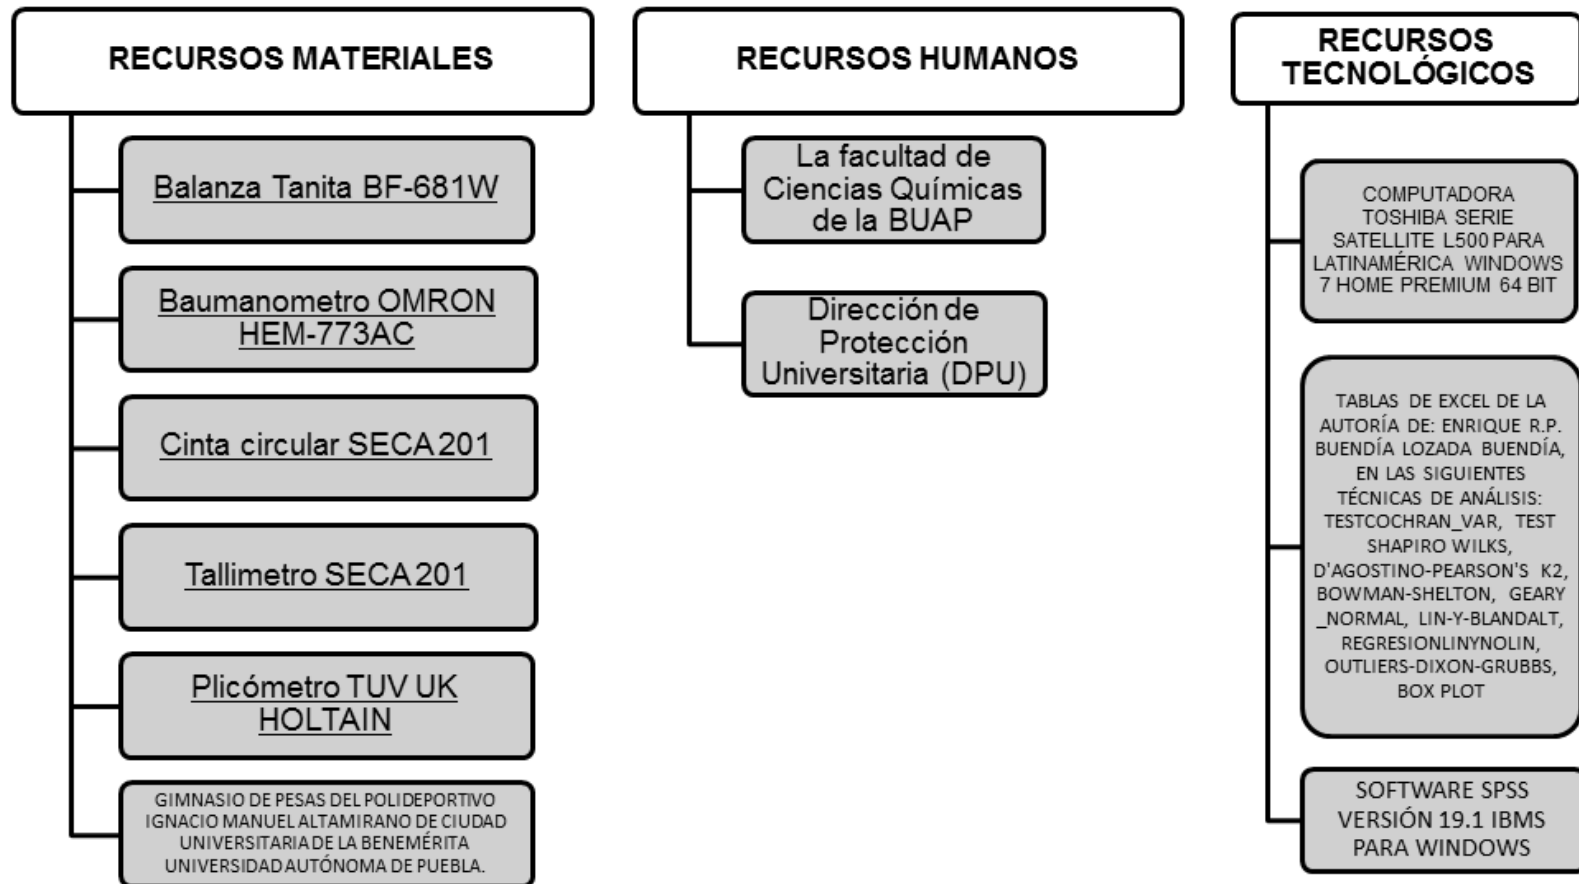 RECURSOS MATERIALES
Balanza Tanita BF-681W
Baumanometro OMRON
HEM-773AC
Cinta circular SECA 201
Tallimetro SECA 201
Plicómetro TUV UK
HOLTAIN
GIMNASIO DE PESAS DEL POLIDEPORTIVO
IGNACIO MANUEL ALTAMIRANO DE CIUDAD
UNIVERSITARIA DE LA BENEMÉRITA
UNIVERSIDAD AUTÓNOMA DE PUEBLA.
RECURSOS HUMANOS
La facultad de
Ciencias Químicas
de la BUAP
Dirección de
Protección
Universitaria (DPU)
RECURSOS
TECNOLÓGICOS
COMPUTADORA
TOSHIBA SERIE
SATELLITE L500 PARA
LATINAMÉRICA WINDOWS
7 HOME PREMIUM 64 BIT
TABLAS DE EXCEL DE LA
AUTORÍA DE: ENRIQUE R.P.
BUENDÍA LOZADA BUENDÍA,
EN LAS SIGUIENTES
TÉCNICAS DE ANÁLISIS:
TESTCOCHRAN_VAR, TEST
SHAPIRO WILKS,
D'AGOSTINO-PEARSON'S K2,
BOWMAN-SHELTON, GEARY
_NORMAL, LIN-Y-BLANDALT,
REGRESIONLINYNOLIN,
OUTLIERS-DIXON-GRUBBS,
BOX PLOT
SOFTWARE SPSS
VERSIÓN 19.1 IBMS
PARA WINDOWS